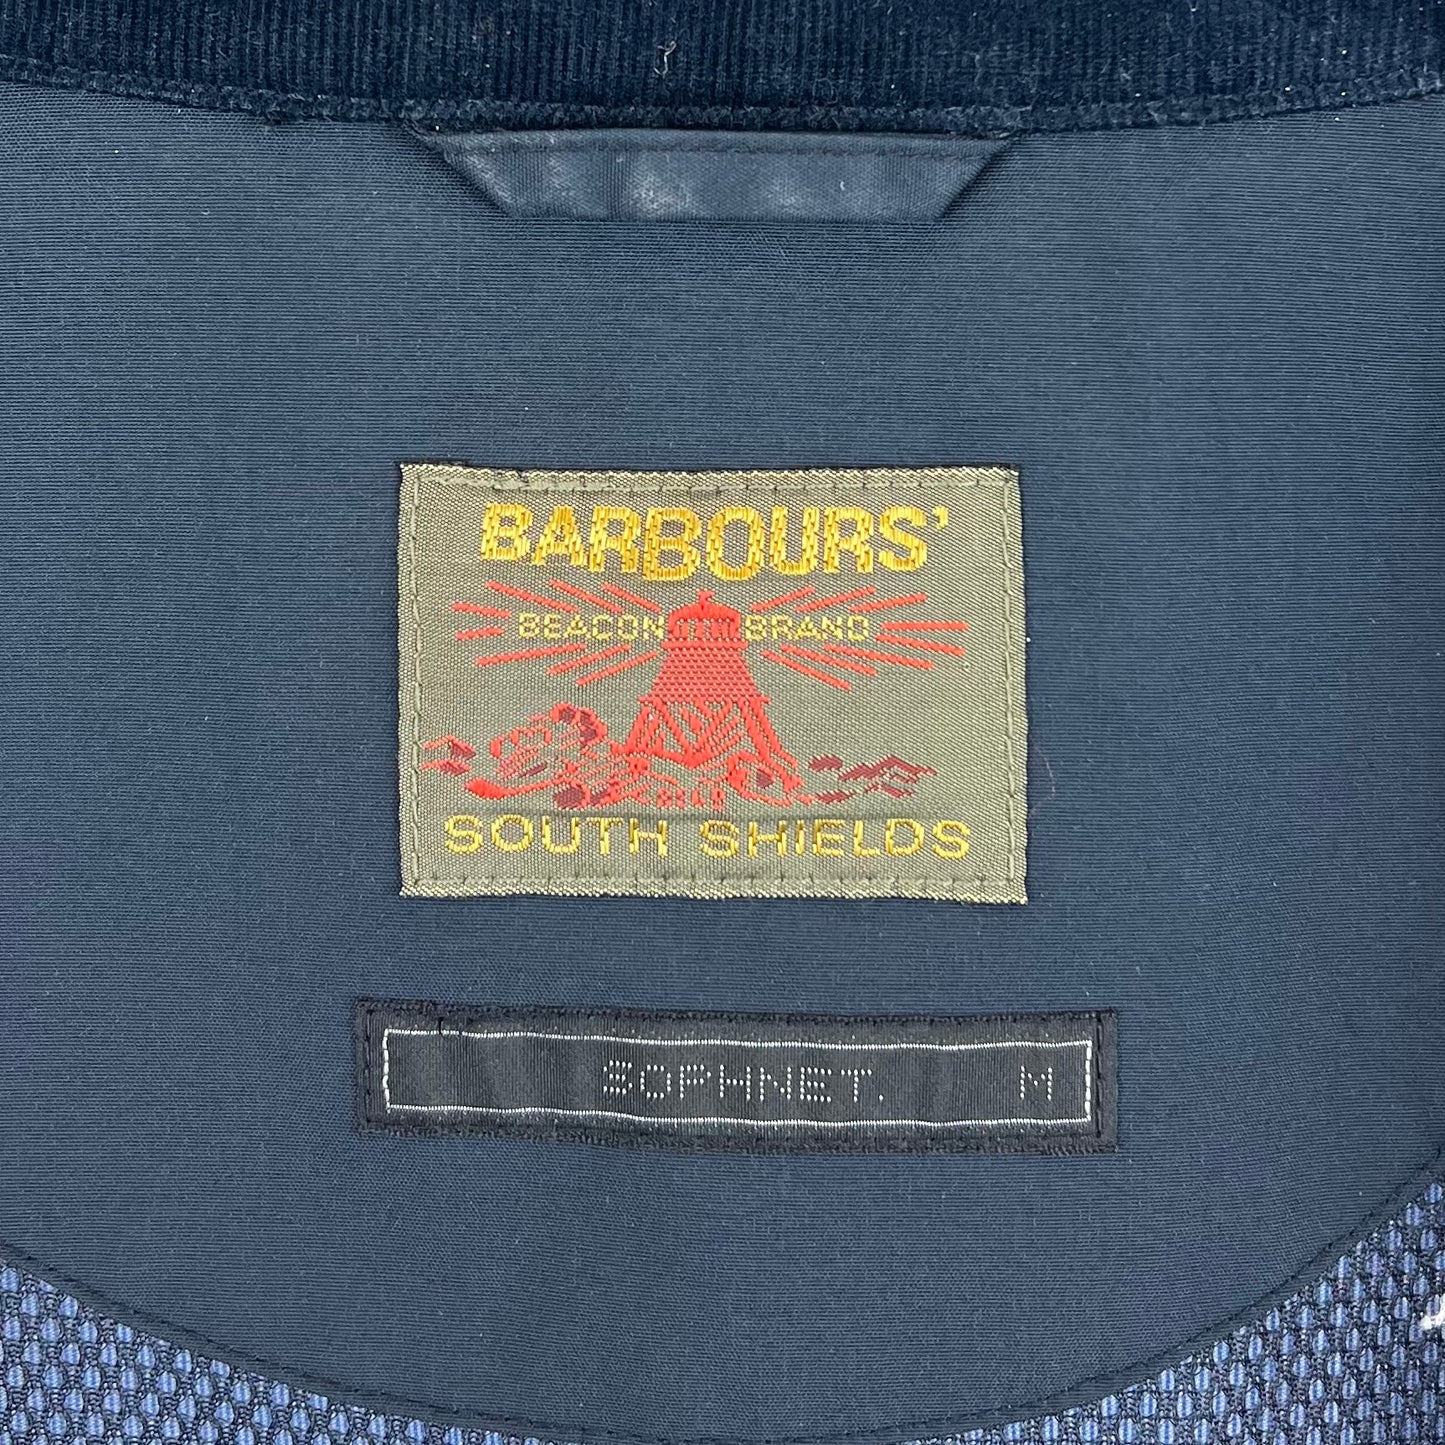 BARBOURS'
BEACON BRAND
SOUTH SHIELDS
SOPHNET. M